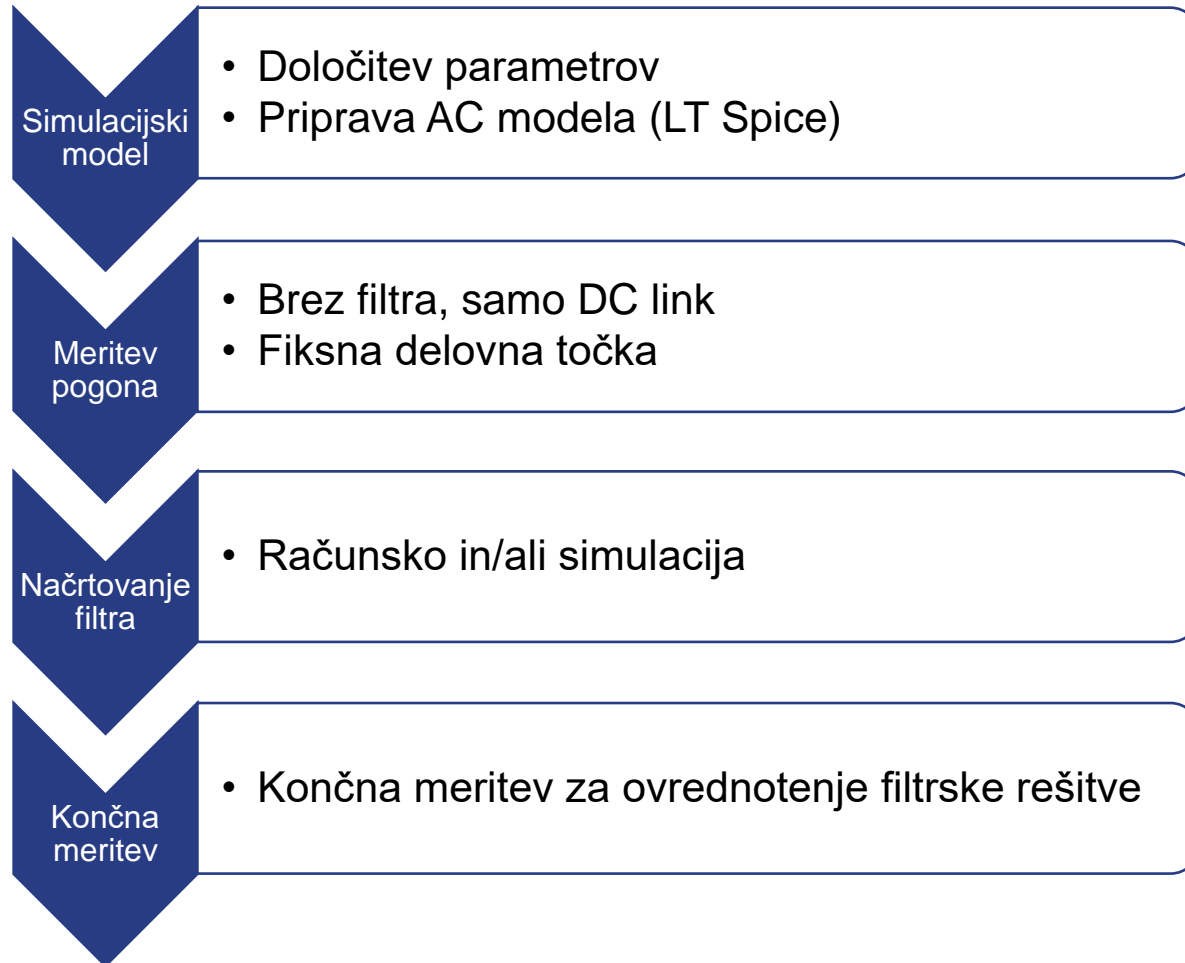 Simulacijski
model
• Določitev parametrov
• Priprava AC modela (LT Spice)
Meritev
pogona
• Brez filtra, samo DC link
• Fiksna delovna točka
Načrtovanje
filtra
• Računsko in/ali simulacija
Končna
meritev
• Končna meritev za ovrednotenje filtrske rešitve